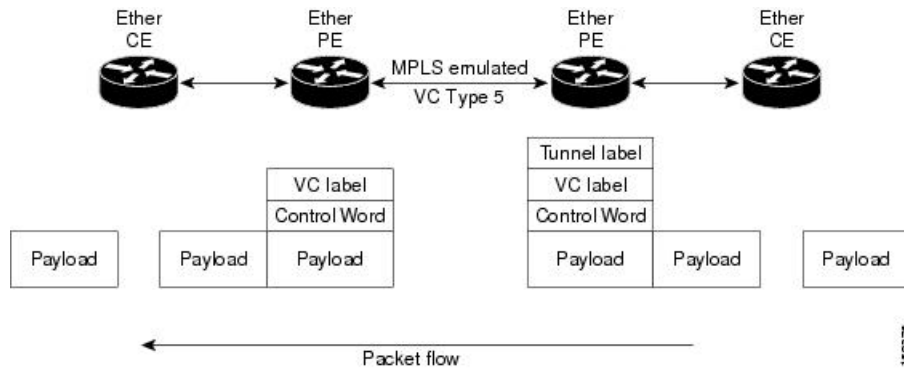 Ether CE
Ether PE
Ether PE
Ether CE
MPLS emulated
VC Type 5
Tunnel label
VC label
VC label
Control Word
Control Word
Payload
Payload
Payload
Payload
Payload
Payload
Packet flow